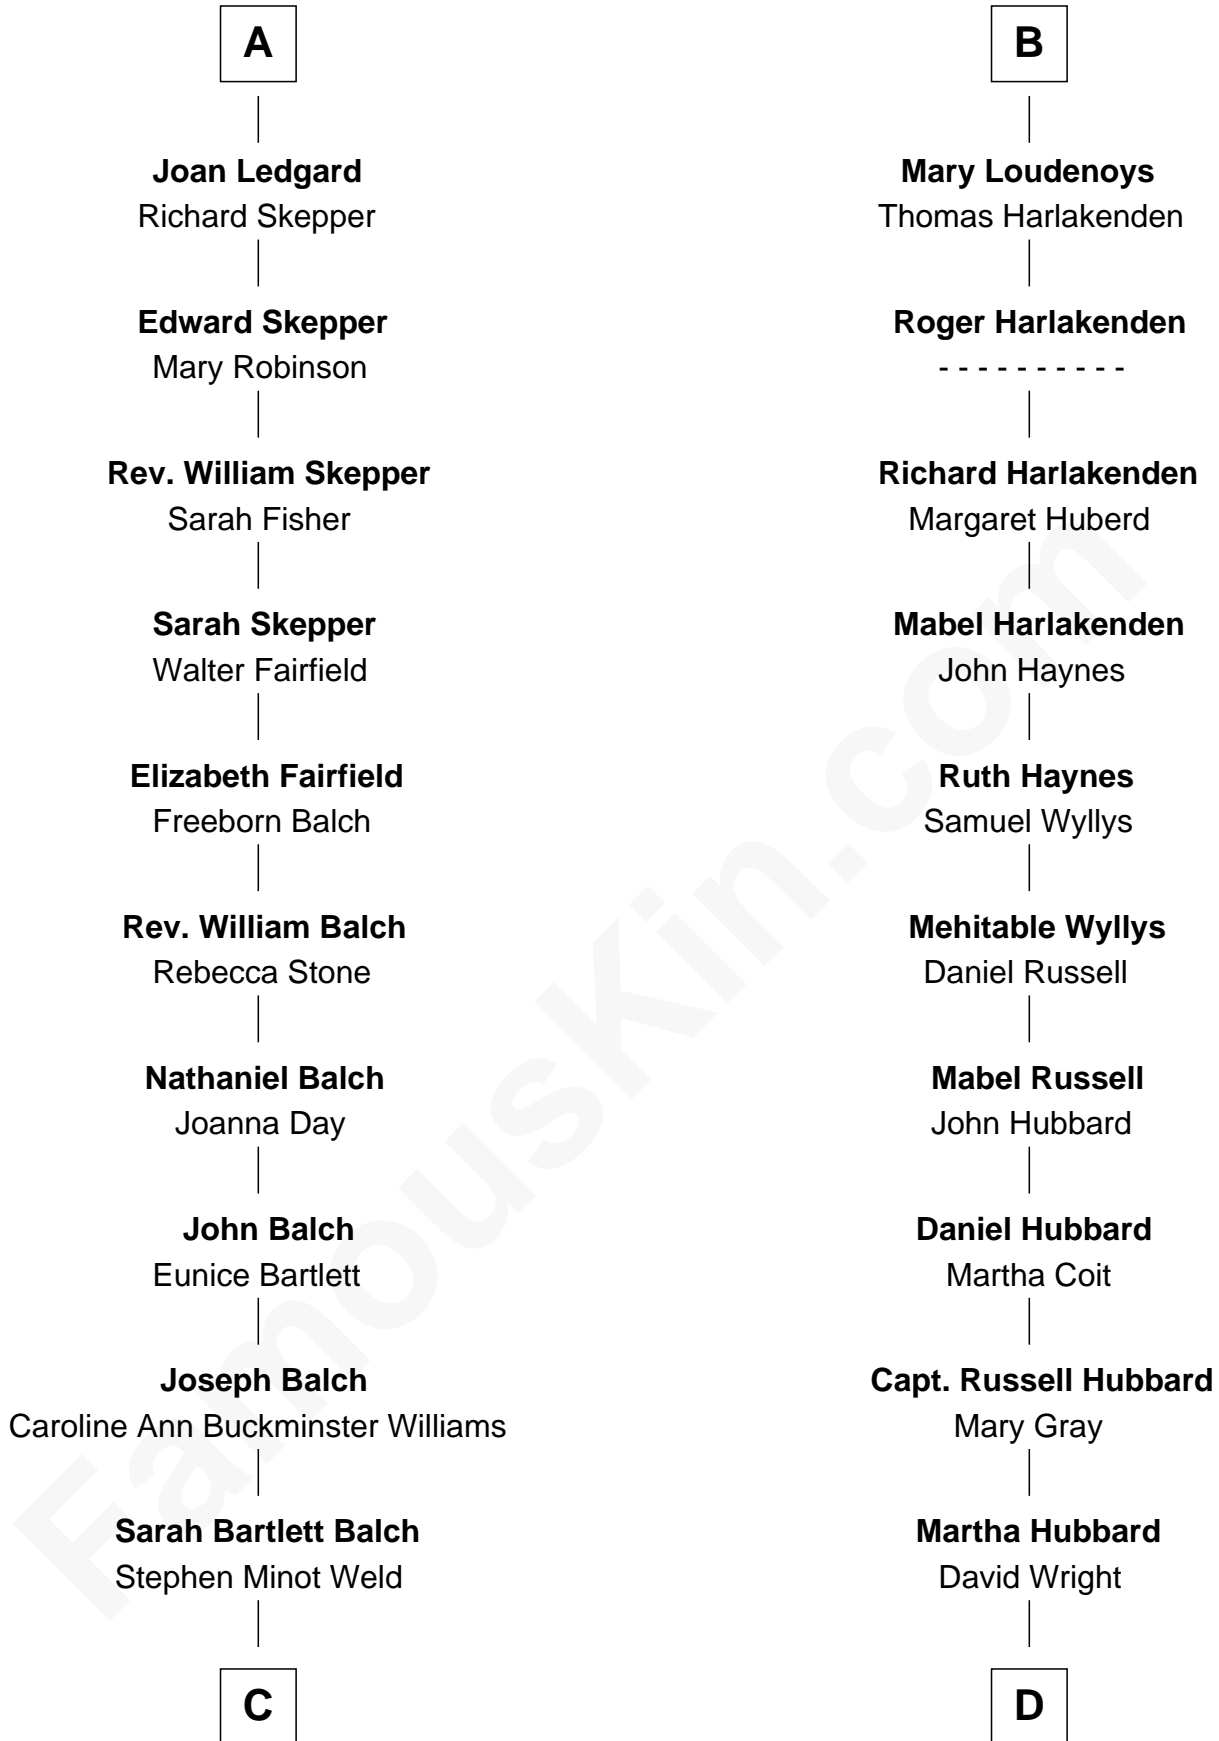 A
Joan Ledgard
Richard Skepper
Edward Skepper
Mary Robinson
Rev. William Skepper
Sarah Fisher
Sarah Skepper
Walter Fairfield
Elizabeth Fairfield
Freeborn Balch
Rev. William Balch
Rebecca Stone
Nathaniel Balch
Joanna Day
John Balch
Eunice Bartlett
Joseph Balch
Caroline Ann Buckminster Williams
Sarah Bartlett Balch
Stephen Minot Weld
C
B
Mary Loudenoys
Thomas Harlakenden
Roger Harlakenden
- - - - - - - - - -
Richard Harlakenden
Margaret Huberd
Mabel Harlakenden
John Haynes
Ruth Haynes
Samuel Wyllys
Mehitable Wyllys
Daniel Russell
Mabel Russell
John Hubbard
Daniel Hubbard
Martha Coit
Capt. Russell Hubbard
Mary Gray
Martha Hubbard
David Wright
D
FamousKin.com